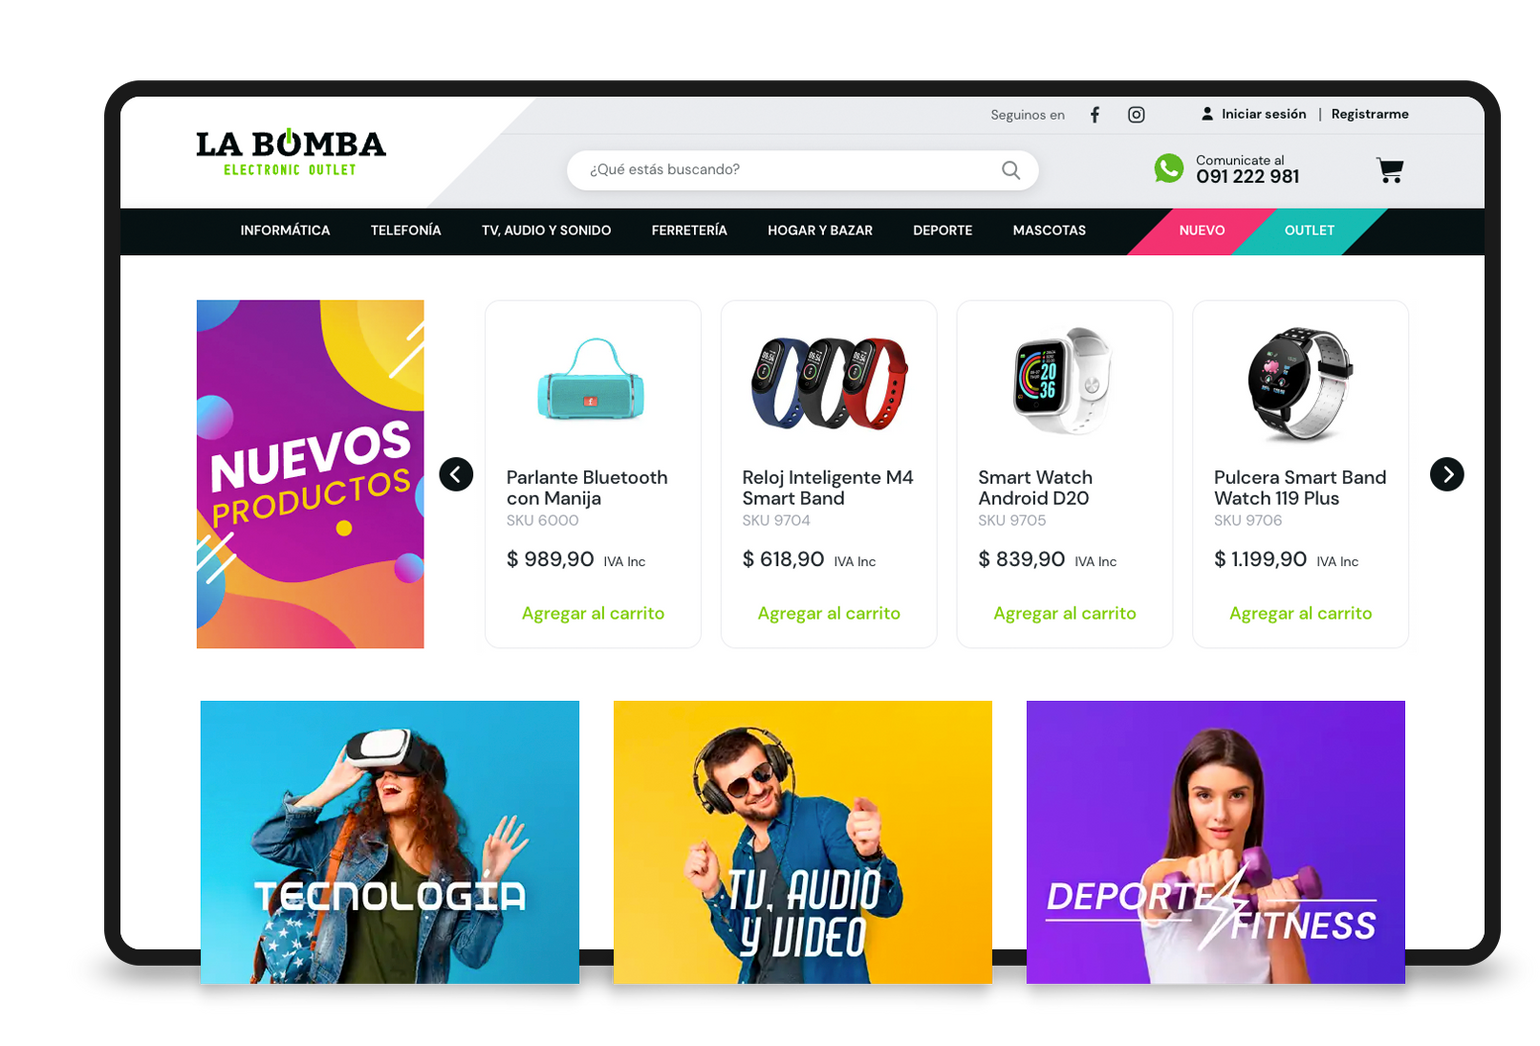 Seguinos en
Iniciar sesión | Registrarme
LA BOMBA
ELECTRONIC OUTLET
¿Qué estás buscando?
Comunicate al
091 222 981
INFORMÁTICA TELEFONÍA TV, AUDIO Y SONIDO FERRETERÍA HOGAR Y BAZAR DEPORTE MASCOTAS NUEVO OUTLET
NUEVOS
PRODUCTOS
Parlante Bluetooth
con Manija
SKU 6000
$ 989,90 IVA Inc
Agregar al carrito
Reloj Inteligente M4
Smart Band
SKU 9704
$ 618,90 IVA Inc
Agregar al carrito
20
36
Smart Watch
Android D20
SKU 9705
$ 839,90 IVA Inc
Agregar al carrito
Pulcera Smart Band
Watch 119 Plus
SKU 9706
$ 1.199,90 IVA Inc
Agregar al carrito
TECNOLOGÍA
TV, AUDIO
Y VIDEO
DEPORTE
FITNESS